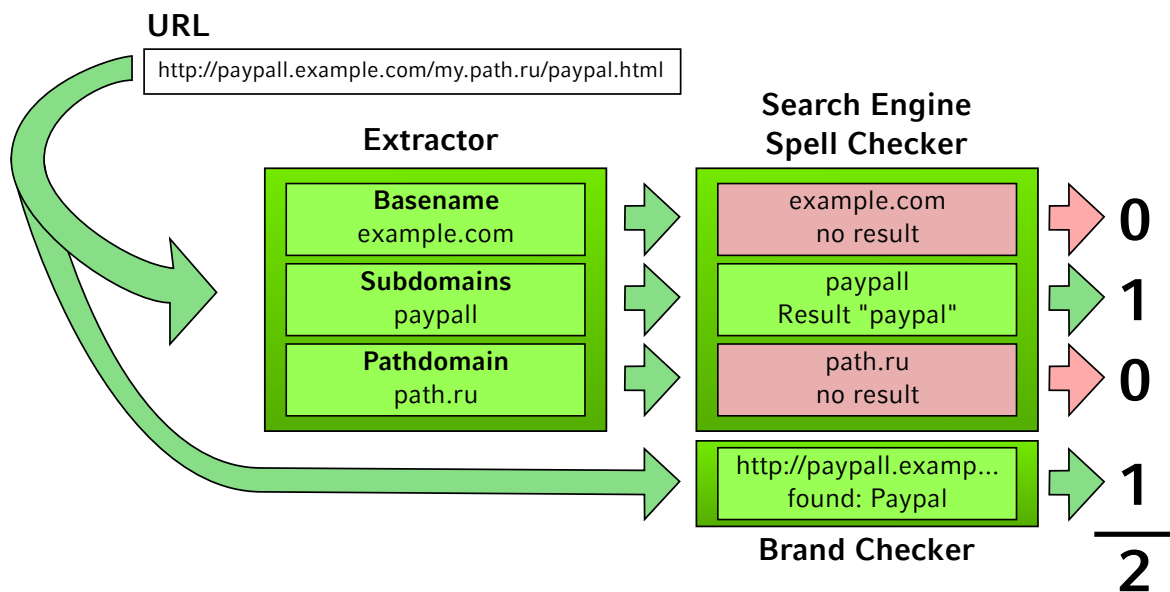 URL
http://paypall.example.com/my.path.ru/paypal.html
Extractor
Search Engine
Spell Checker
Basename
example.com
example.com
no result
0
Subdomains
paypall
paypall
Result "paypal"
1
Pathdomain
path.ru
path.ru
no result
0
http://paypall.examp...
found: Paypal
1
Brand Checker
2